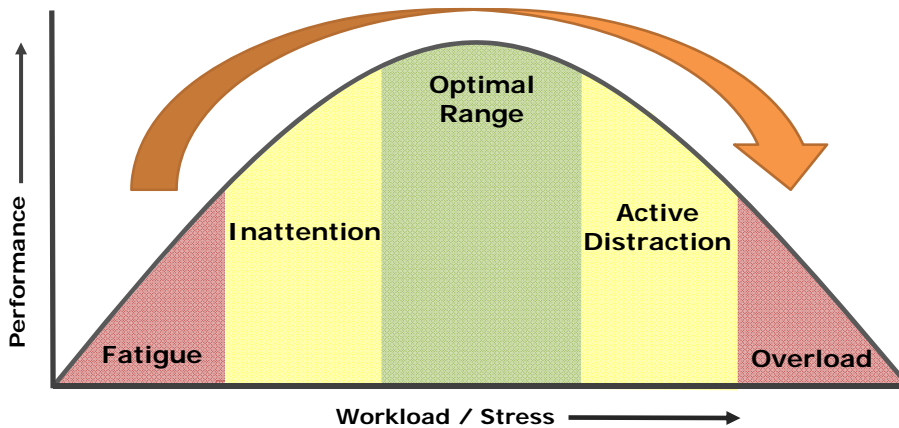 Performance
Optimal
Range
Inattention
Active
Distraction
Fatigue
Overload
Workload / Stress